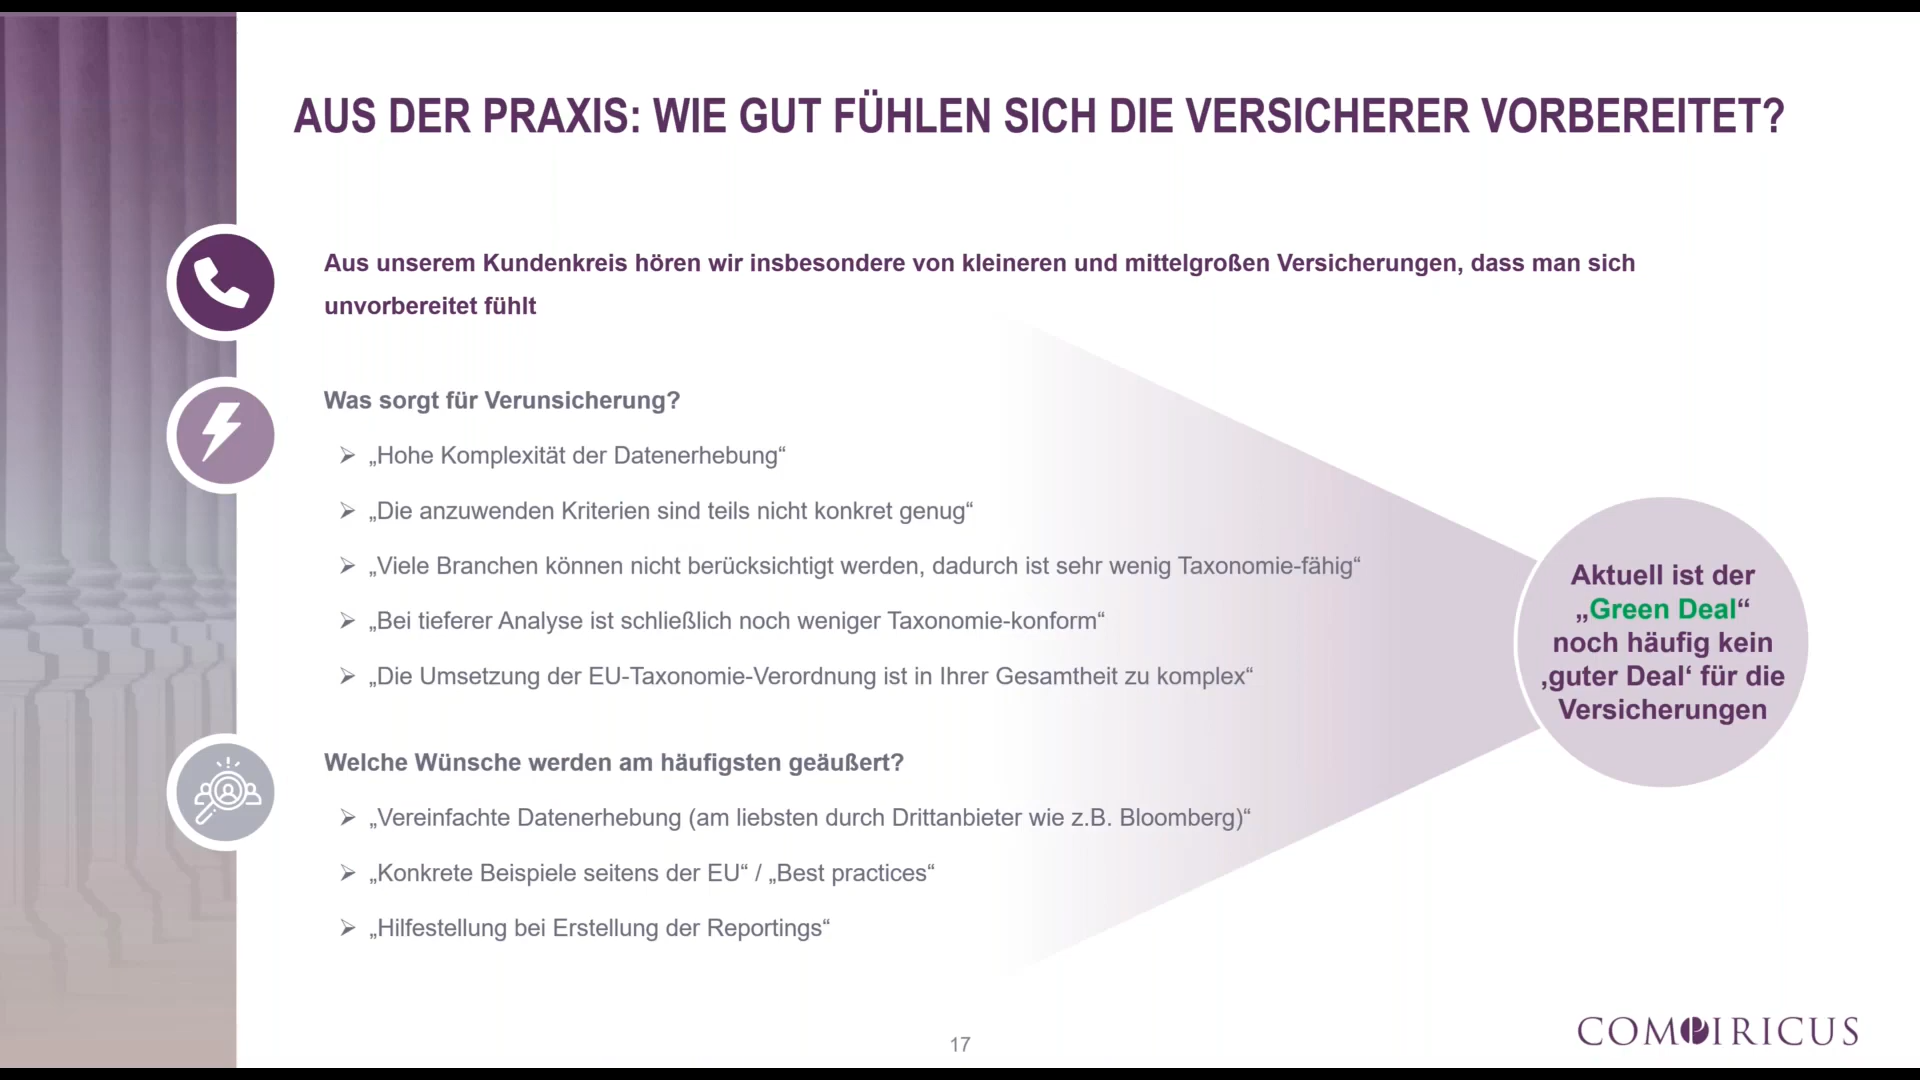 AUS DER PRAXIS: WIE GUT FÜHLEN SICH DIE VERSICHERER VORBEREITET?
Aus unserem Kundenkreis hören wir insbesondere von kleineren und mittelgroßen Versicherungen, dass man sich
unvorbereitet fühlt
Was sorgt für Verunsicherung?
„Hohe Komplexität der Datenerhebung“
„Die anzuwenden Kriterien sind teils nicht konkret genug“
„Viele Branchen können nicht berücksichtigt werden, dadurch ist sehr wenig Taxonomie-fähig“
„Bei tieferer Analyse ist schließlich noch weniger Taxonomie-konform“
„Die Umsetzung der EU-Taxonomie-Verordnung ist in Ihrer Gesamtheit zu komplex“
Welche Wünsche werden am häufigsten geäußert?
„Vereinfachte Datenerhebung (am liebsten durch Drittanbieter wie z.B. Bloomberg)“
„Konkrete Beispiele seitens der EU“ / „Best practices“
„Hilfestellung bei Erstellung der Reportings“
Aktuell ist der
„Green Deal“
noch häufig kein
‚guter Deal‘ für die
Versicherungen
17
COMPIRICUS